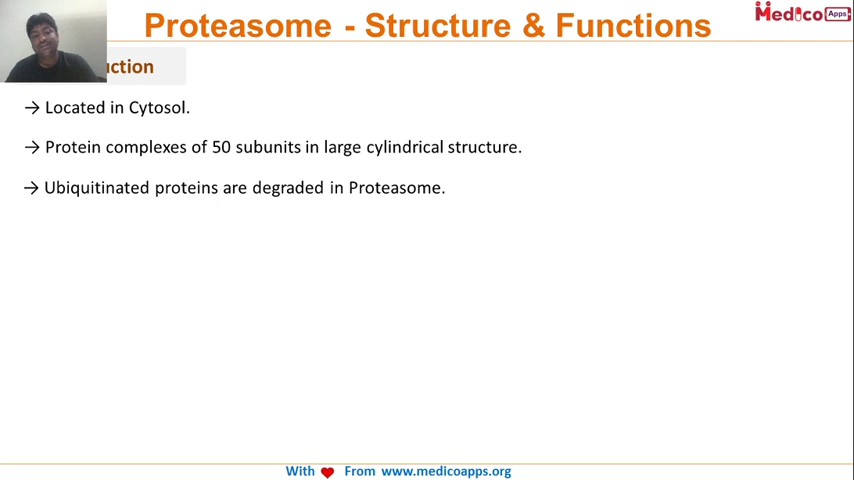 Proteasome - Structure & Functions
Medico Apps
→ Located in Cytosol.
→ Protein complexes of 50 subunits in large cylindrical structure.
→ Ubiquitinated proteins are degraded in Proteasome.
With ❤ From www.medicoapps.org